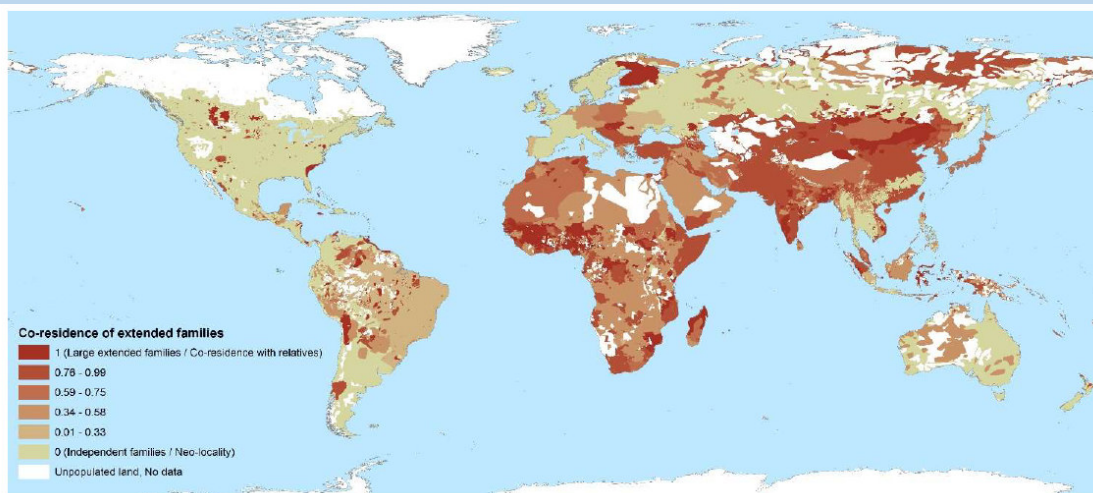 Co-residence of extended families
1 (Large extended families / Co-residence with relatives)
0.76 - 0.99
0.59 - 0.75
0.34 - 0.58
0.01 - 0.33
0 (Independent families / Neo-locality)
Unpopulated land, No data